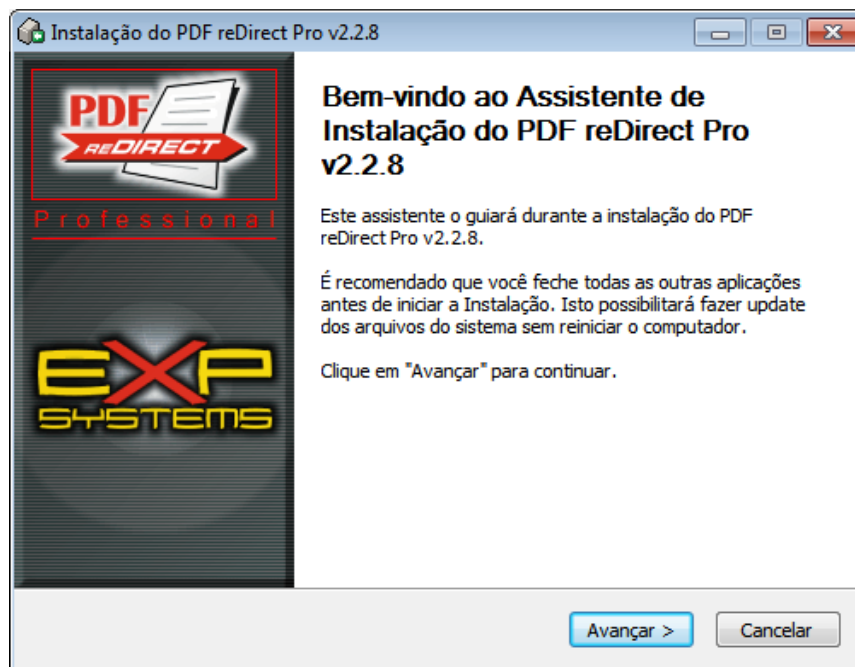 Instalação do PDF reDirect Pro v2.2.8
PDF
REDIRECT
Professional
EXP
SYSTEMS
Bem-vindo ao Assistente de
Instalação do PDF reDirect Pro
v2.2.8
Este assistente o guiará durante a instalação do PDF
reDirect Pro v2.2.8.
É recomendado que você feche todas as outras aplicações
antes de iniciar a Instalação. Isto possibilitará fazer update
dos arquivos do sistema sem reiniciar o computador.
Clique em "Avançar" para continuar.
Avançar >
Cancelar